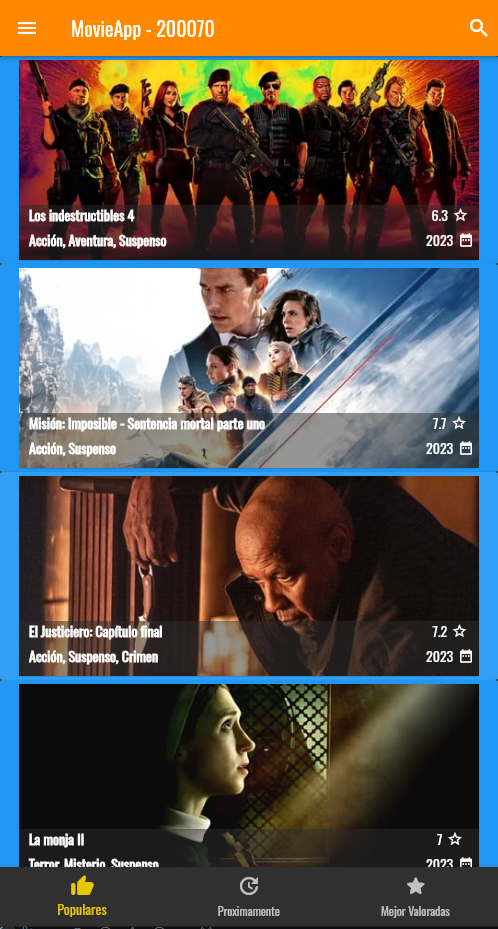 MovieApp - 200070
Los indestructibles 4 6.3
Acción, Aventura, Suspenso 2023
Misión: Imposible - Sentencia mortal parte uno 7.7
Acción, Suspenso 2023
El Justiciero: Capítulo final 7.2
Acción, Suspenso, Crimen 2023
La monja II 7
Terror, Misterio, Suspenso 2023
Populares Proximamente Mejor Valoradas